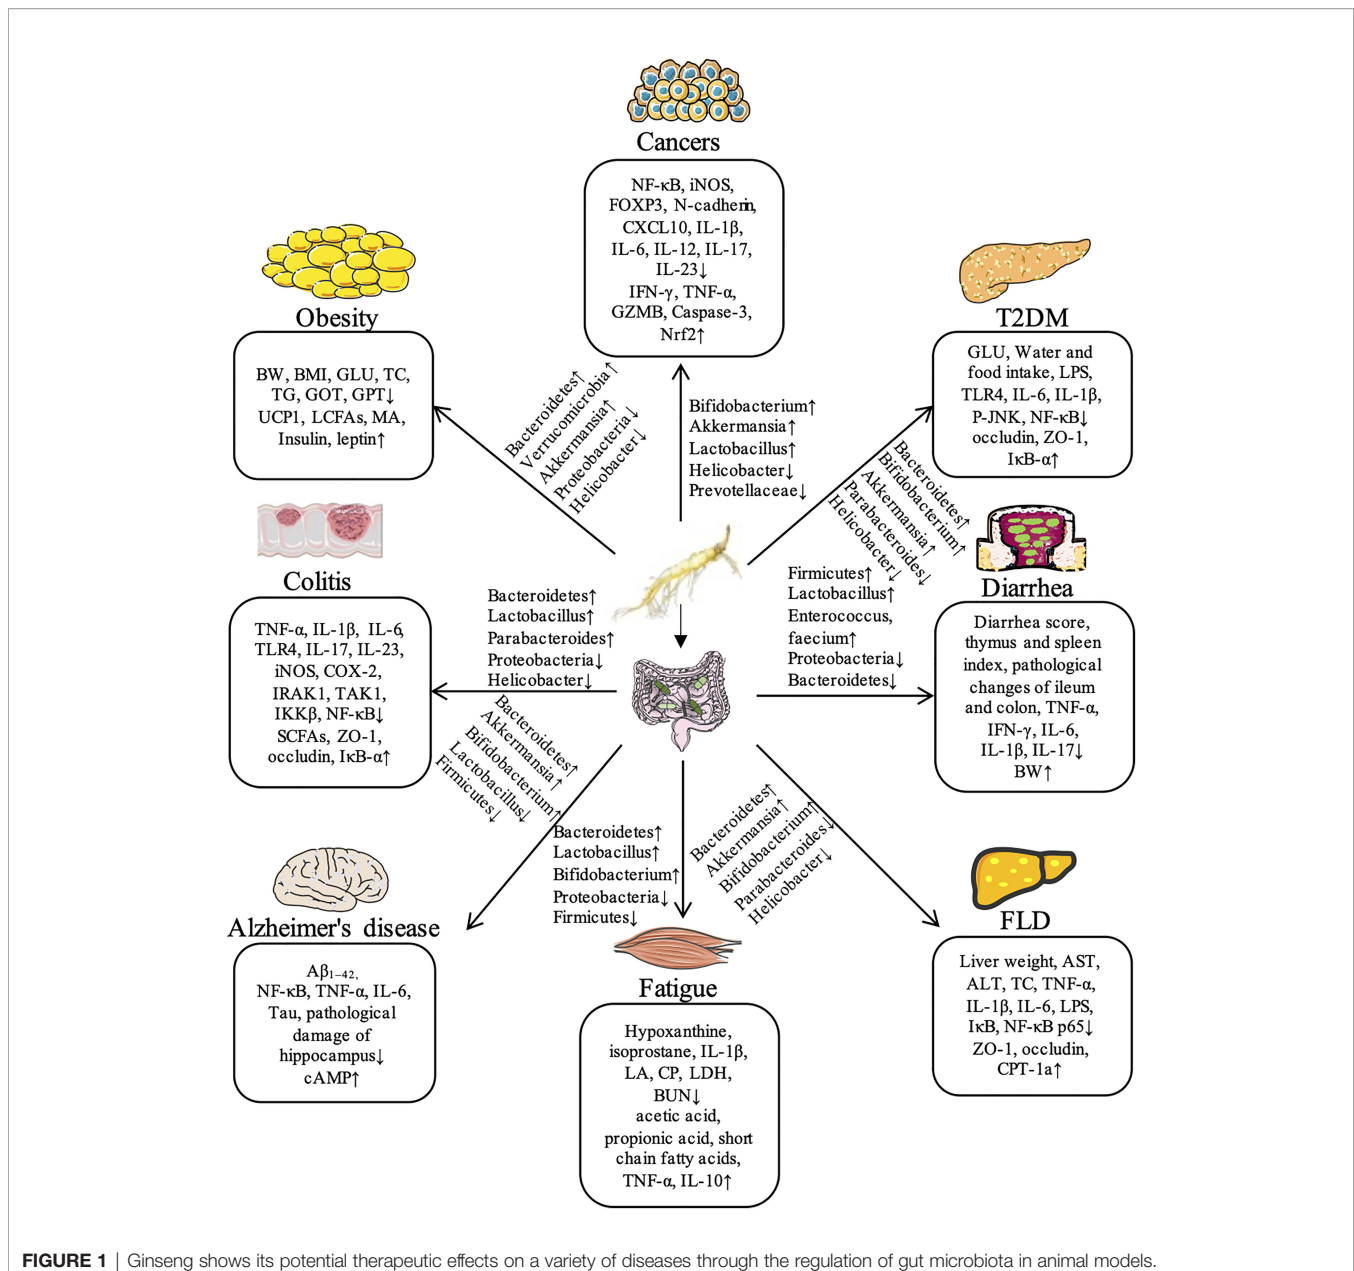 Cancers
NF-κB, iNOS,
FOXP3, N-cadherin,
CXCL10, IL-1β,
IL-6, IL-12, IL-17,
IL-23↓
IFN-γ, TNF-α,
GZMB, Caspase-3,
Nrf2↑
Obesity
BW, BMI, GLU, TC,
TG, GOT, GPT↓
UCP1, LCFAs, MA,
Insulin, leptin↑
Bacteroidetes↑
Verrucomicrobia↑
Akkermansia↑
Proteobacteria↓
Helicobacter↓
Bifidobacterium↑
Akkermansia↑
Lactobacillus↑
Helicobacter↓
Prevotellaceae↓
T2DM
GLU, Water and
food intake, LPS,
TLR4, IL-6, IL-1β,
P-JNK, NF-κB↓
occludin, ZO-1,
IκB-α↑
Bacteroidetes↑
Bifidobacterium↑
Akkermansia↑
Parabacteroides↓
Helicobacter↓
Colitis
TNF-α, IL-1β, IL-6,
TLR4, IL-17, IL-23,
iNOS, COX-2,
IRAK1, TAK1,
IKKβ, NF-κB↓
SCFAs, ZO-1,
occludin, IκB-α↑
Bacteroidetes↑
Lactobacillus↑
Parabacteroides↑
Proteobacteria↓
Helicobacter↓
Firmicutes↑
Lactobacillus↑
Enterococcus,
faecium↑
Proteobacteria↓
Bacteroidetes↓
Diarrhea
Diarrhea score,
thymus and spleen
index, pathological
changes of ileum
and colon, TNF-α,
IFN-γ, IL-6,
IL-1β, IL-17↓
BW↑
Bacteroidetes↑
Akkermansia↑
Bifidobacterium↑
Lactobacillus↓
Firmicutes↓
Alzheimer's disease
Aβ₁₋₄₂,
NF-κB, TNF-α, IL-6,
Tau, pathological
damage of
hippocampus↓
cAMP↑
Bacteroidetes↑
Lactobacillus↑
Bifidobacterium↑
Proteobacteria↓
Firmicutes↓
Fatigue
Hypoxanthine,
isoprostane, IL-1β,
LA, CP, LDH,
BUN↓
acetic acid,
propionic acid, short
chain fatty acids,
TNF-α, IL-10↑
Bacteroidetes↑
Akkermansia↑
Bifidobacterium↑
Parabacteroides↓
Helicobacter↓
FLD
Liver weight, AST,
ALT, TC, TNF-α,
IL-1β, IL-6, LPS,
IκB, NF-κB p65↓
ZO-1, occludin,
CPT-1a↑
FIGURE 1 | Ginseng shows its potential therapeutic effects on a variety of diseases through the regulation of gut microbiota in animal models.